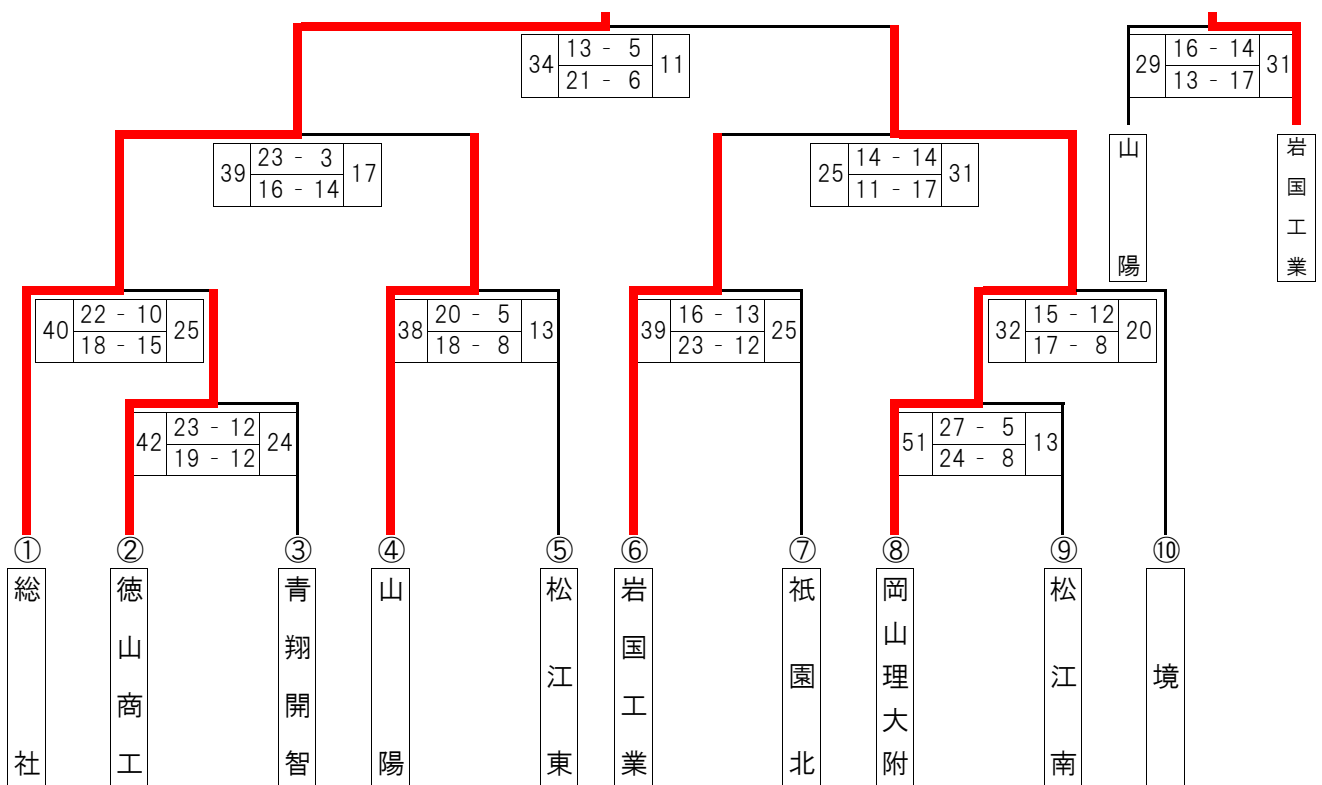 34 13 - 5 11
21 - 6
29 16 - 14 31
13 - 17
山陽
岩国工業
39 23 - 3 17
16 - 14
25 14 - 14 31
11 - 17
40 22 - 10 25
18 - 15
38 20 - 5 13
18 - 8
39 16 - 13 25
23 - 12
32 15 - 12 20
17 - 8
42 23 - 12 24
19 - 12
51 27 - 5 13
24 - 8
① ② ③ ④ ⑤ ⑥ ⑦ ⑧ ⑨ ⑩
総社
徳山商工
青翔開智
山陽
松江東
岩国工業
祇園北
岡山理大附
松江南
境